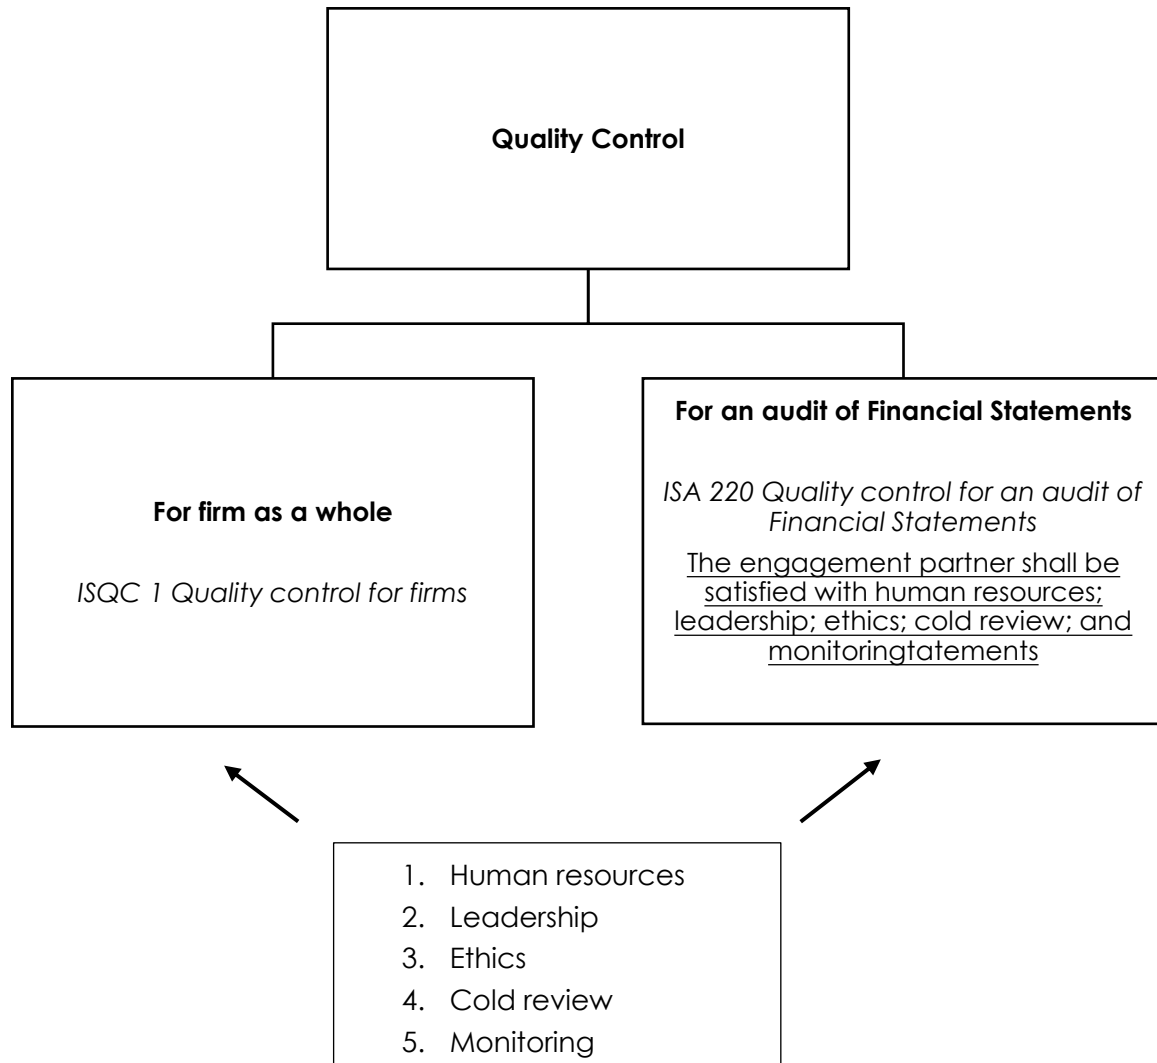 Quality Control
For firm as a whole
ISQC 1 Quality control for firms
For an audit of Financial Statements
ISA 220 Quality control for an audit of
Financial Statements
The engagement partner shall be
satisfied with human resources;
leadership; ethics; cold review; and
monitoringtatements
1. Human resources
2. Leadership
3. Ethics
4. Cold review
5. Monitoring